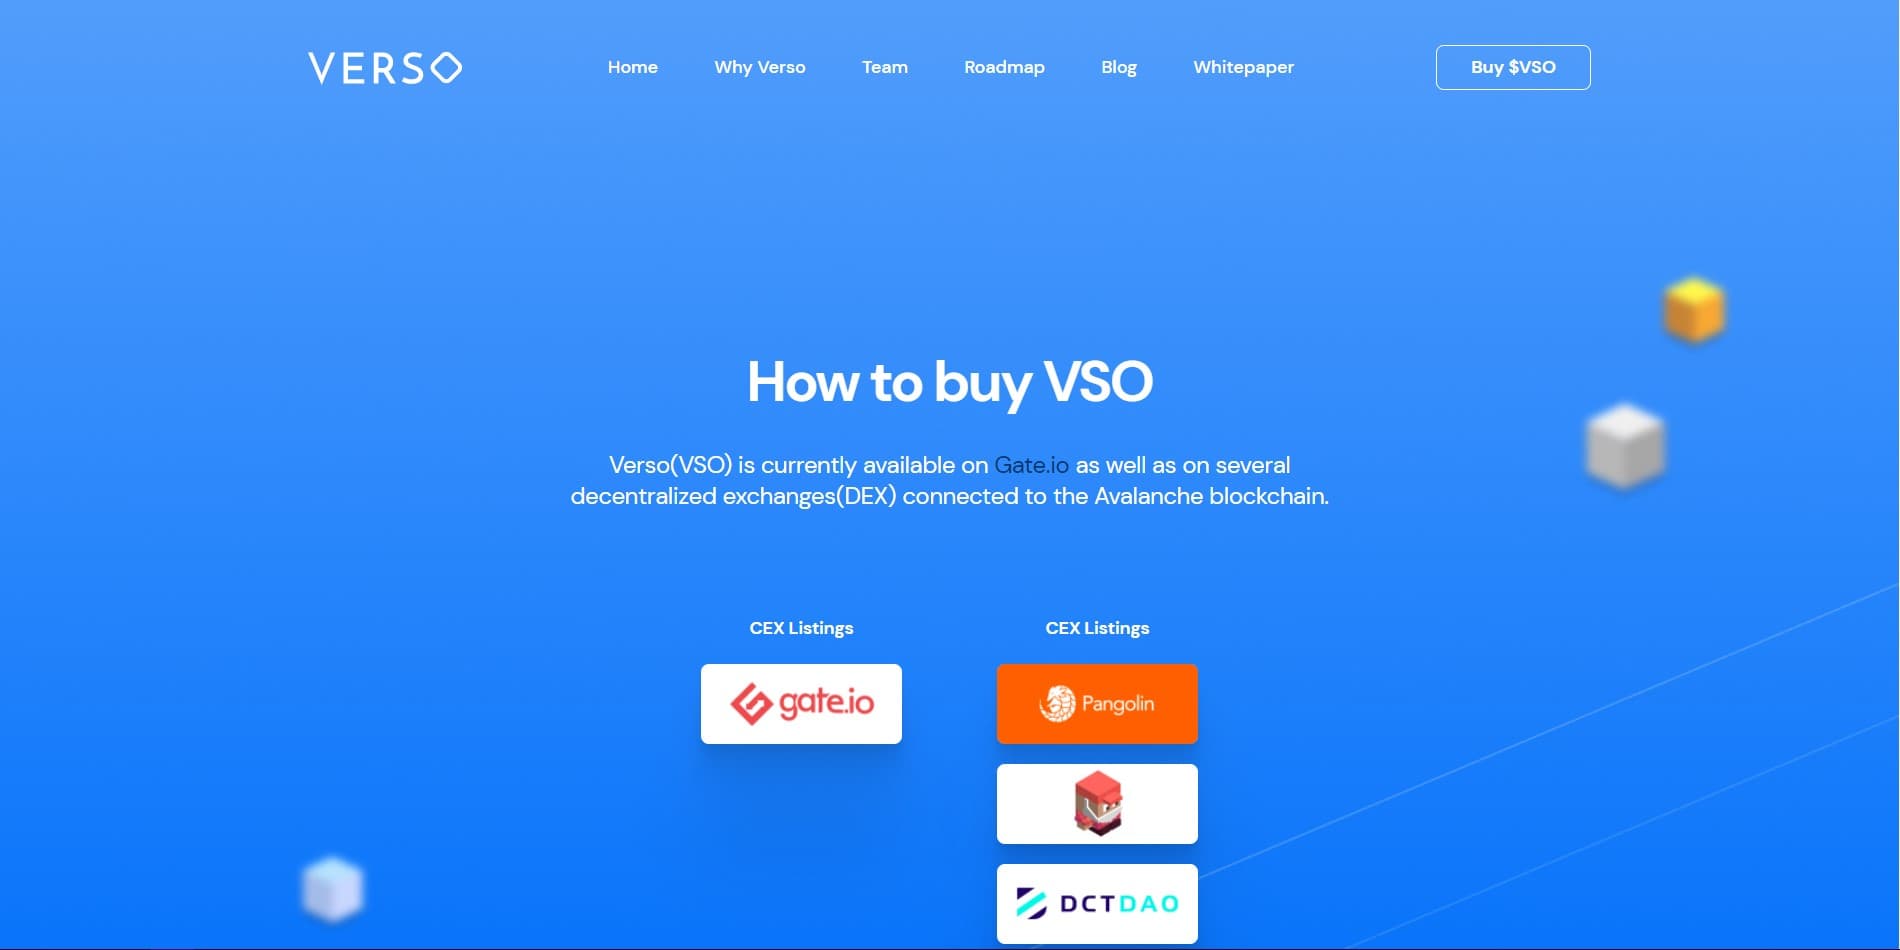 VERSO
Home
Why Verso
Team
Roadmap
Blog
Whitepaper
Buy $VSO
How to buy VSO
Verso(VSO) is currently available on Gate.io as well as on several
decentralized exchanges(DEX) connected to the Avalanche blockchain.
CEX Listings
gate.io
CEX Listings
Pangolin
DCTDAO